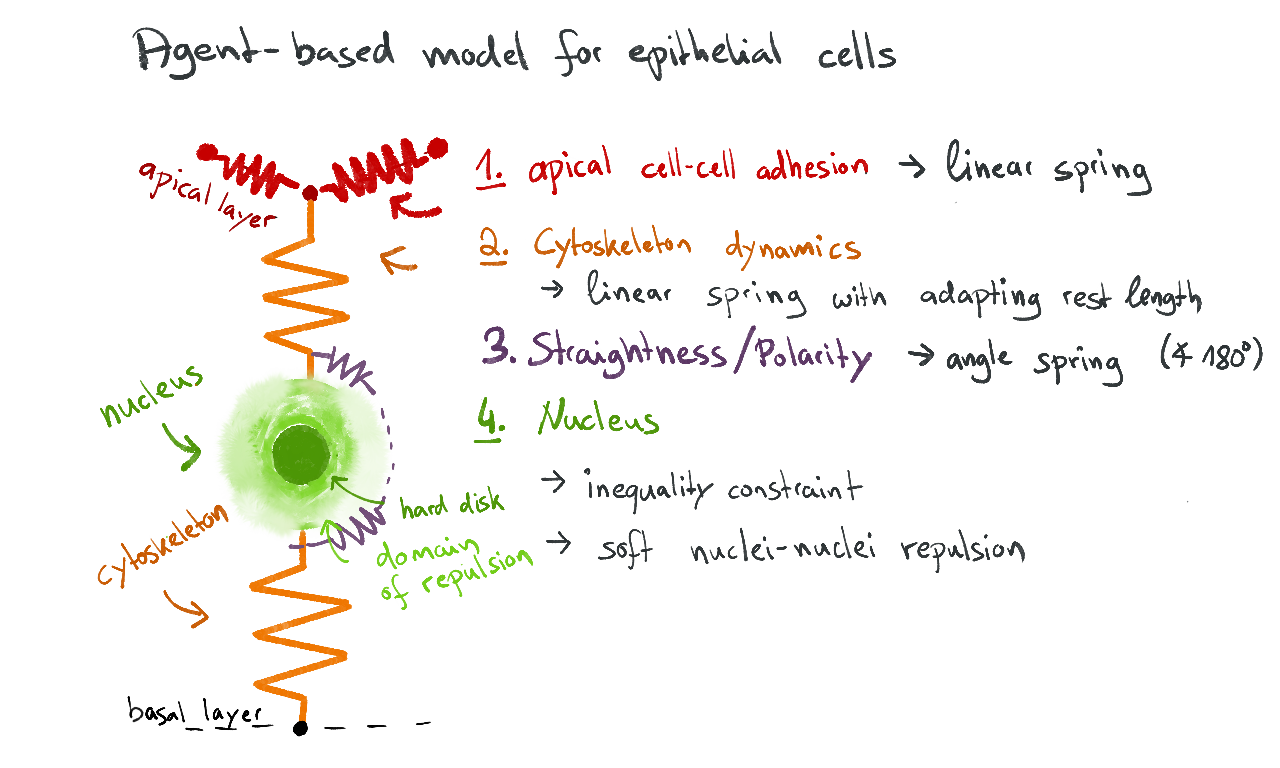 Agent-based model for epithelial cells
apical layer
1. apical cell-cell adhesion → linear spring
2. Cytoskeleton dynamics
→ linear spring with adapting rest length
3. Straightness/Polarity → angle spring (∡ 180°)
nucleus
4. Nucleus
→ inequality constraint
hard disk
→ soft nuclei-nuclei repulsion
domain
of repulsion
cytoskeleton
basal layer